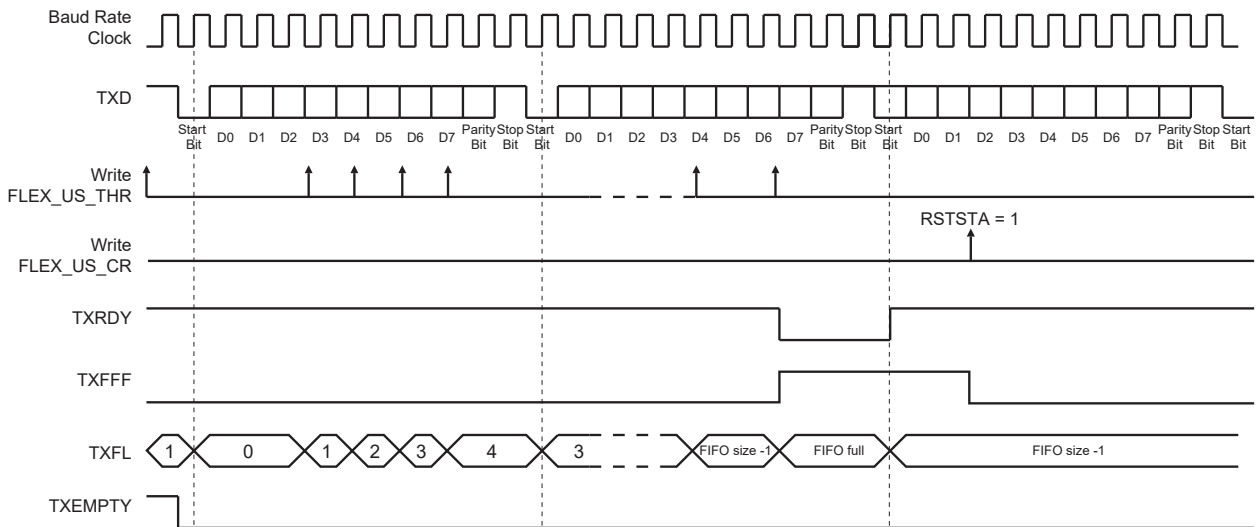 Baud Rate
Clock
TXD
Start
Bit
D0 D1 D2 D3 D4 D5 D6 D7 Parity
Bit Stop
Bit Start
Bit
D0 D1 D2 D3 D4 D5 D6 D7 Parity
Bit Stop
Bit Start
Bit
D0 D1 D2 D3 D4 D5 D6 D7 Parity
Bit Stop
Bit Start
Bit
Write
FLEX_US_THR
RSTSTA = 1
Write
FLEX_US_CR
TXRDY
TXFFF
TXFL 1 0 1 2 3 4 3 FIFO size -1 FIFO full FIFO size -1
TXEMPTY